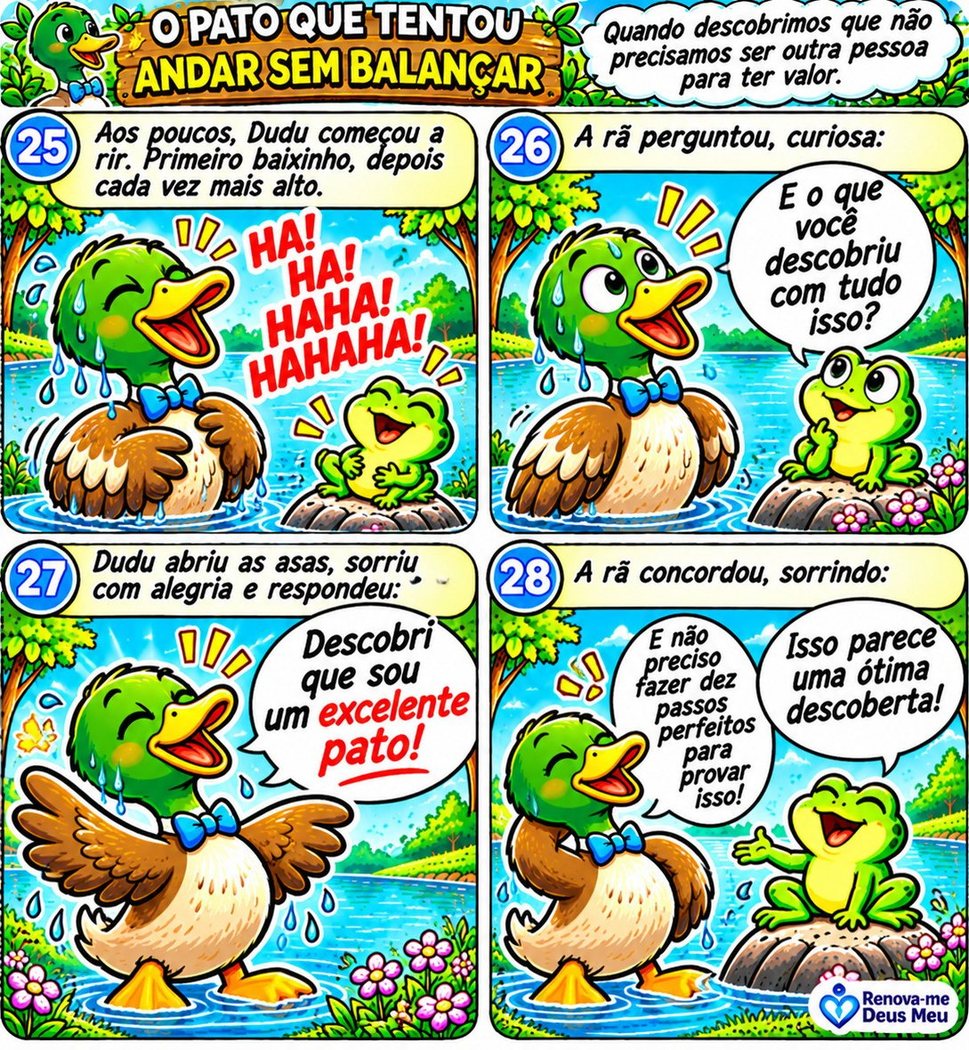 O PATO QUE TENTOU
ANDAR SEM BALANÇAR
Quando descobrimos que não
precisamos ser outra pessoa
para ter valor.
25
Aos poucos, Dudu começou a
rir. Primeiro baixinho, depois
cada vez mais alto.
HA!
HA!
HAHA!
HAHAHA!
26
A rã perguntou, curiosa:
E o que
você
descobriu
com tudo
isso?
27
Dudu abriu as asas, sorriu
com alegria e respondeu:
Descobri
que sou
um excelente
pato!
28
A rã concordou, sorrindo:
E não
preciso
fazer dez
passos
perfeitos
para
provar
isso!
Isso parece
uma ótima
descoberta!
Renova-me
Deus Meu